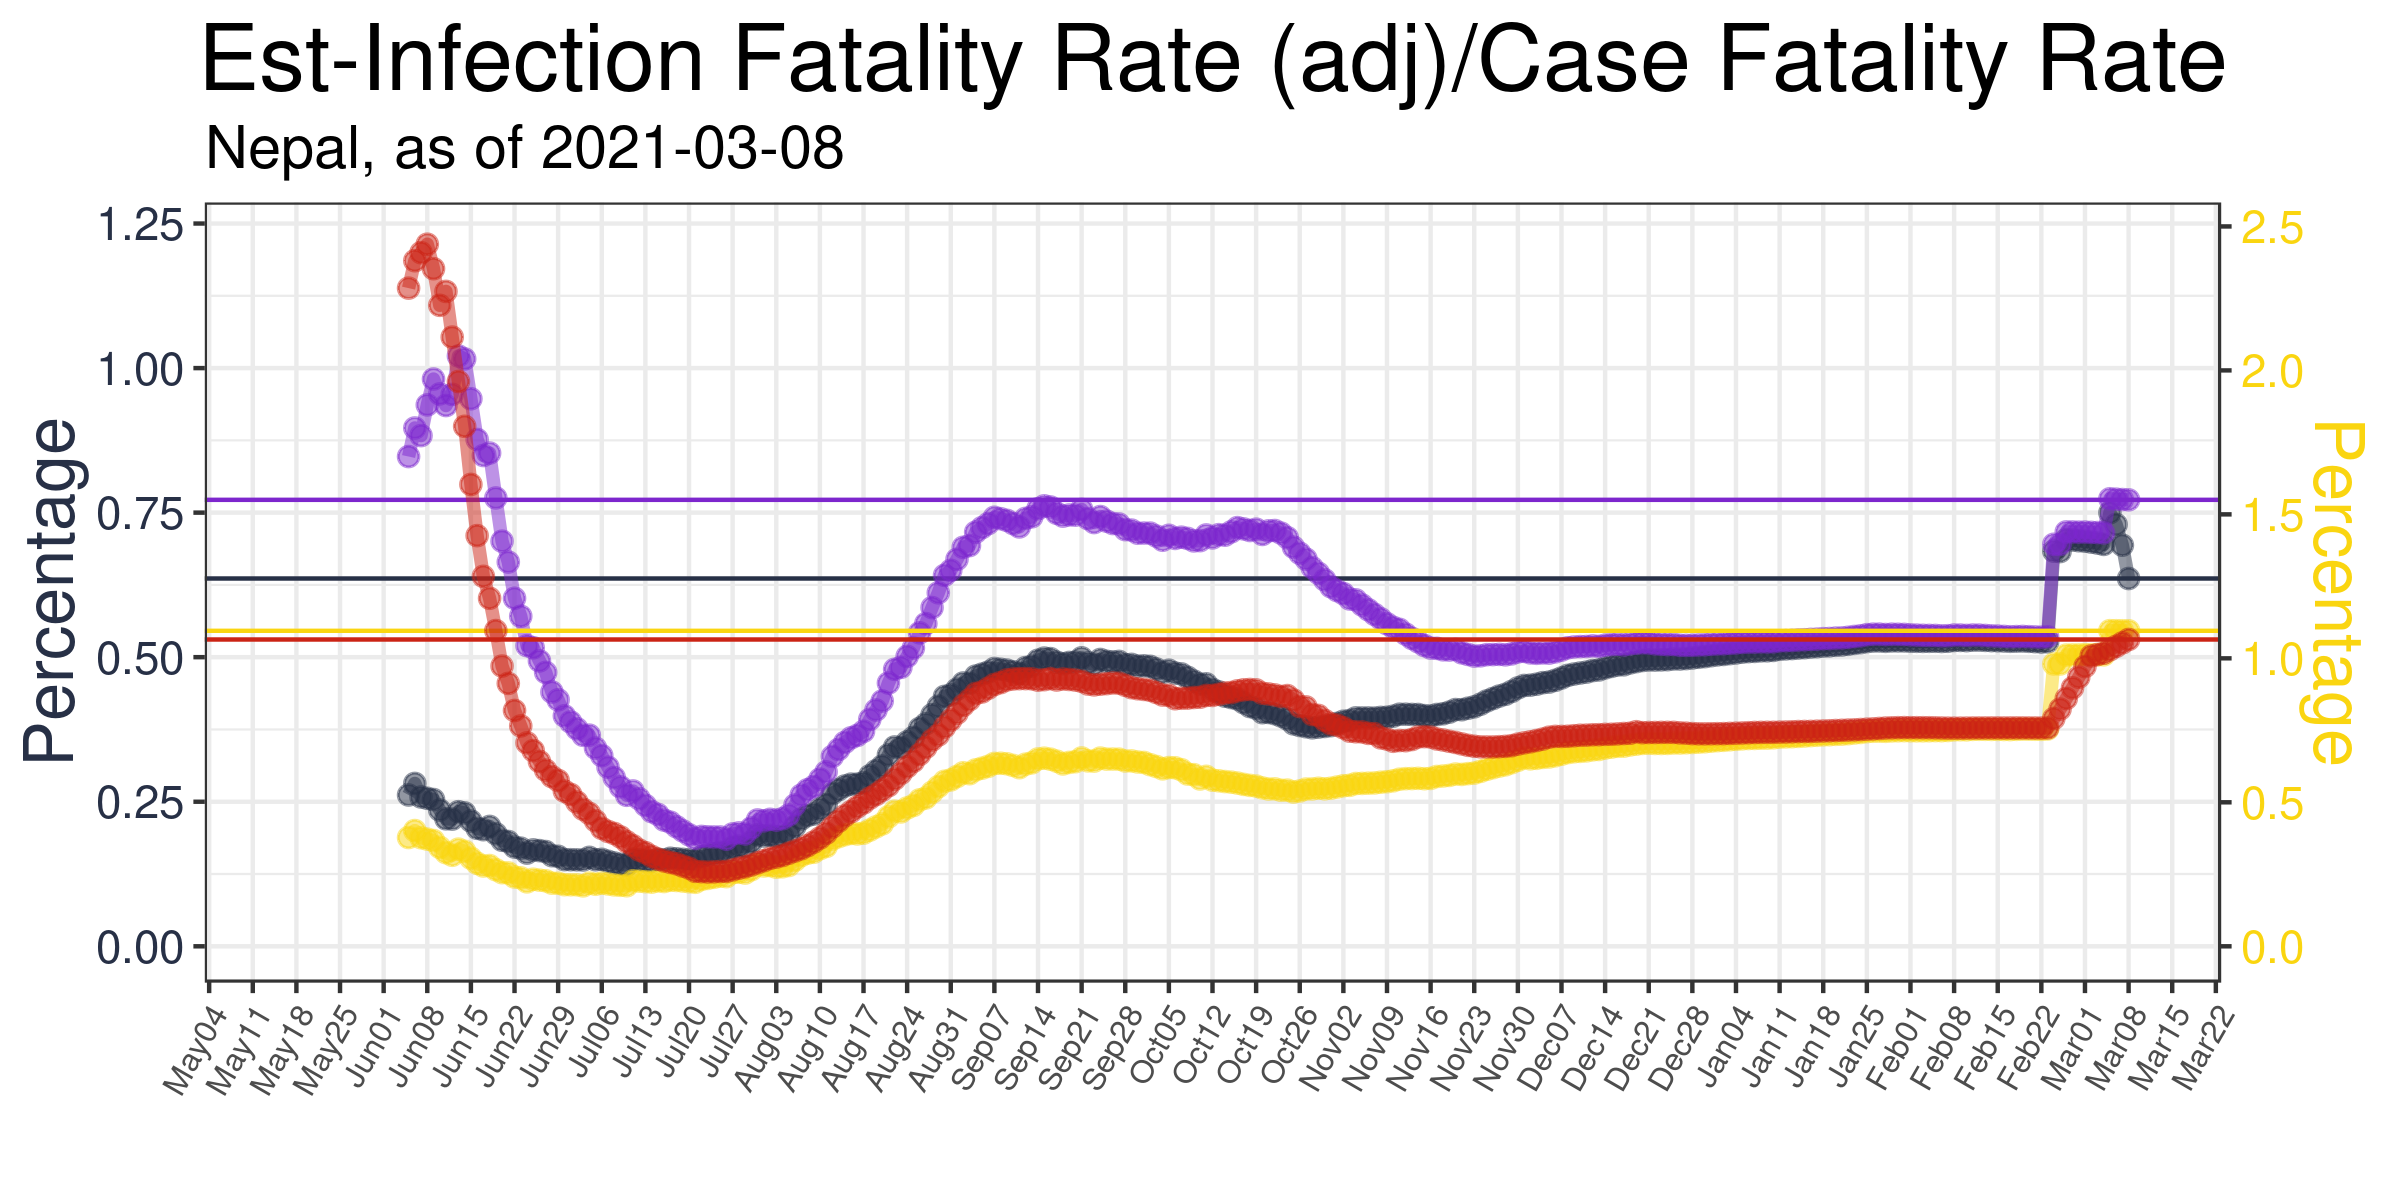 Est-Infection Fatality Rate (adj)/Case Fatality Rate
Nepal, as of 2021-03-08
Percentage
1.25
1.00
0.75
0.50
0.25
0.00
2.5
2.0
1.5
1.0
0.5
0.0
Percentage
May04
May11
May18
May25
Jun01
Jun08
Jun15
Jun22
Jun29
Jul06
Jul13
Jul20
Jul27
Aug03
Aug10
Aug17
Aug24
Aug31
Sep07
Sep14
Sep21
Sep28
Oct05
Oct12
Oct19
Oct26
Nov02
Nov09
Nov16
Nov23
Nov30
Dec07
Dec14
Dec21
Dec28
Jan04
Jan11
Jan18
Jan25
Feb01
Feb08
Feb15
Feb22
Mar01
Mar08
Mar15
Mar22